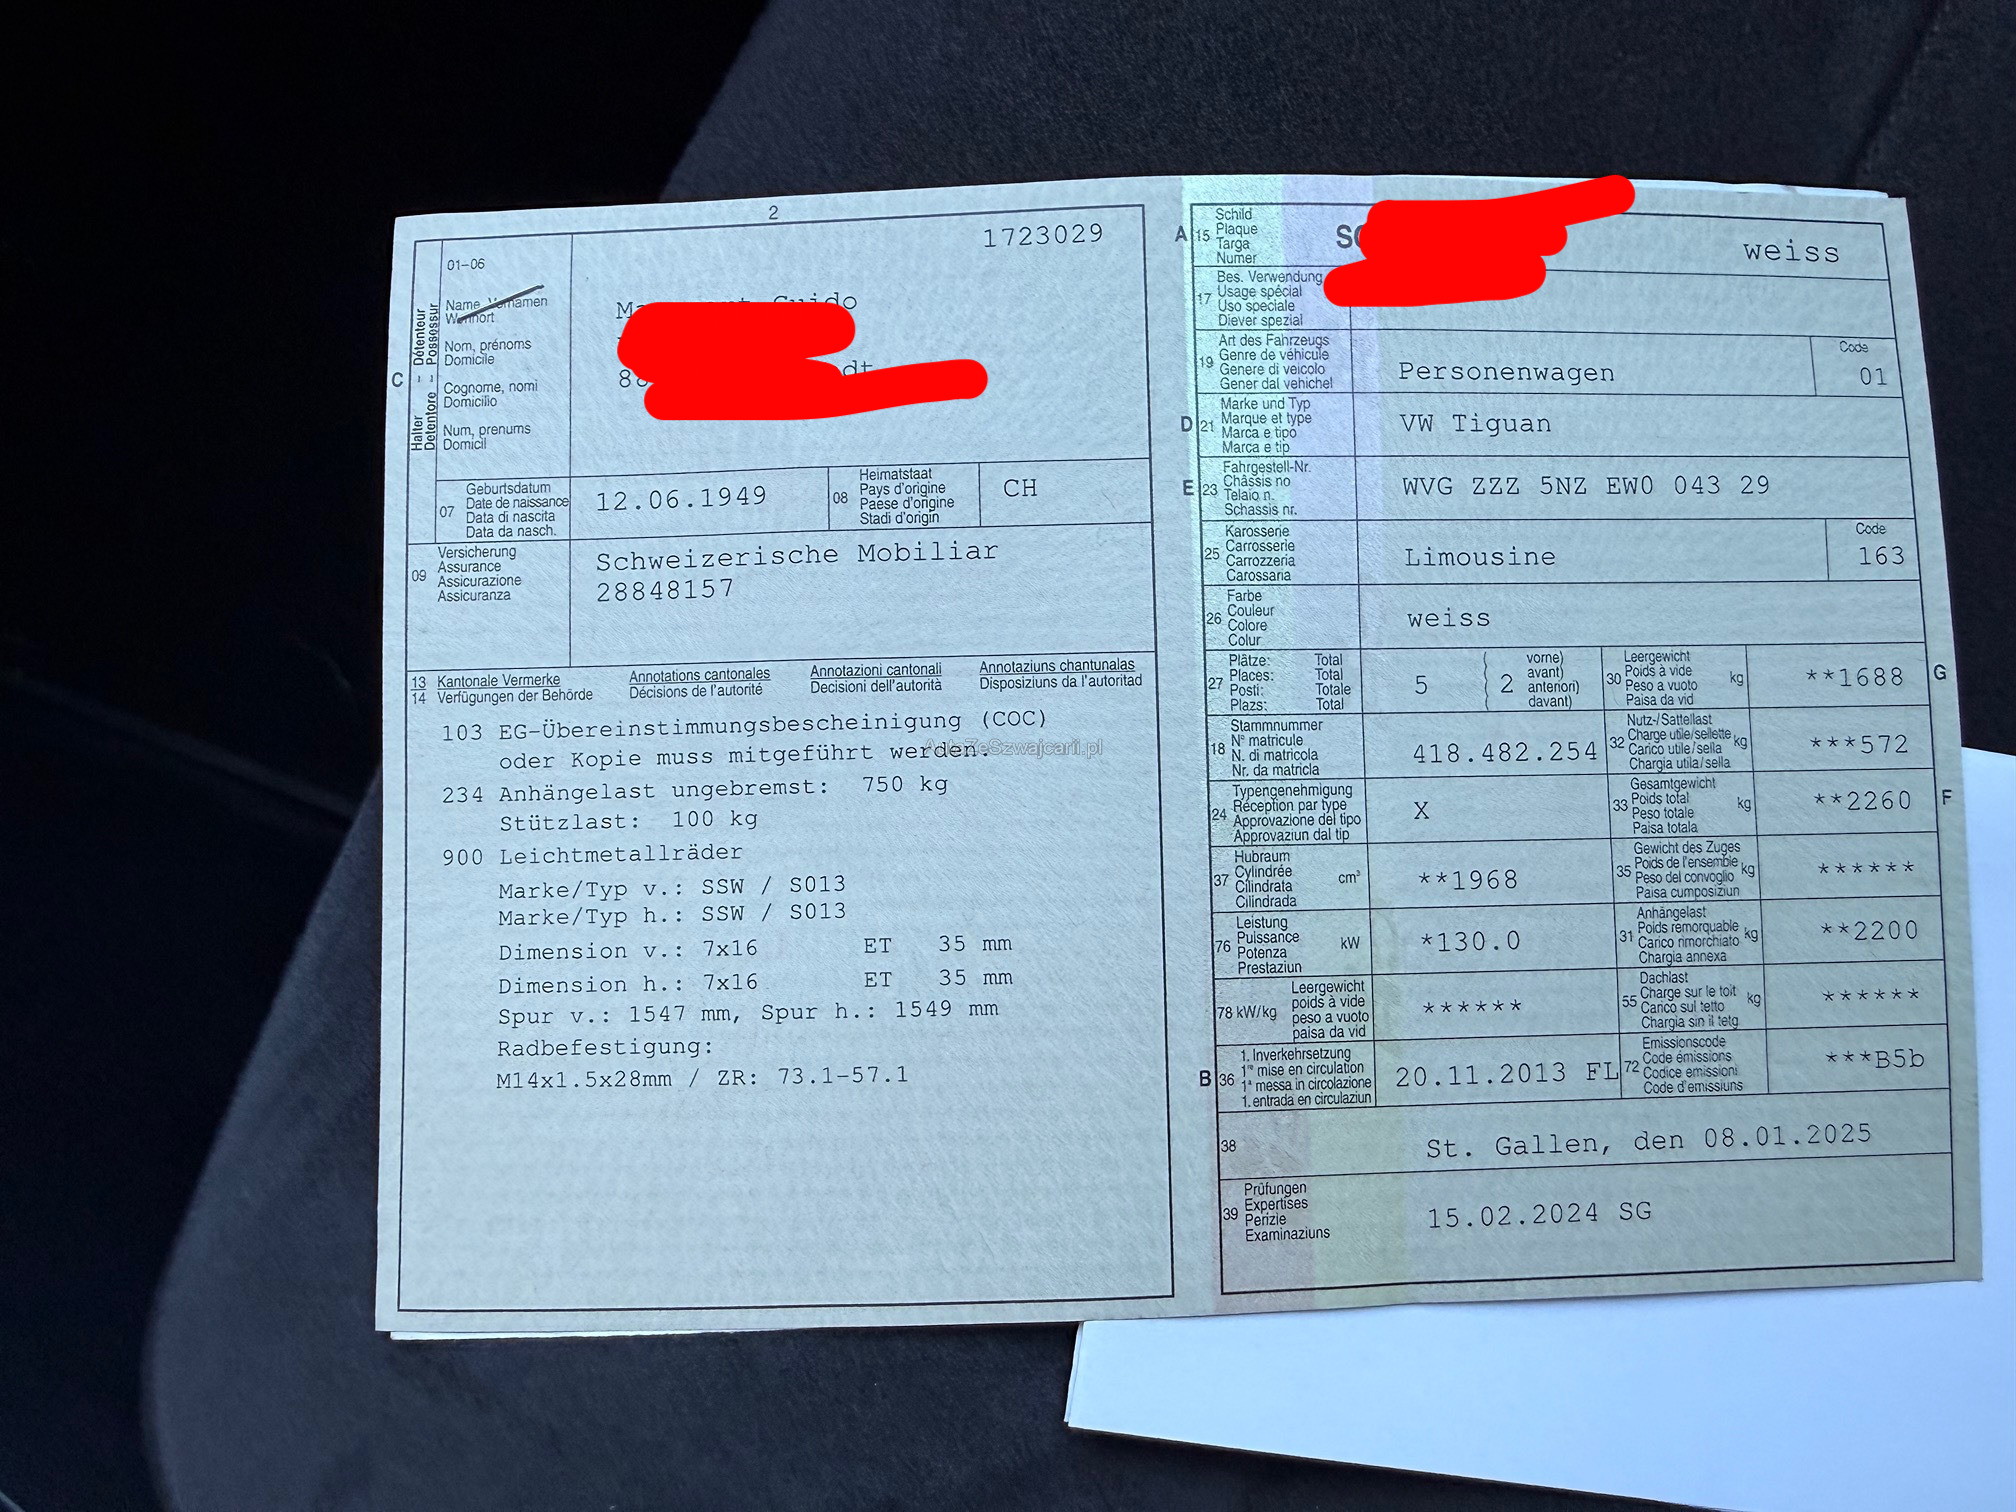 2
1723029
01-06
Name, Vornamen
Wohnort
Nom, prénoms
Domicile
Cognome, nomi
Domicilio
Num, prenums
Domicil
C
Halter - Détenteur
Detentore - Possessur
Guido
07
Geburtsdatum
Date de naissance
Data di nascita
Data da nasch.
12.06.1949
08
Heimatstaat
Pays d'origine
Paese d'origine
Stadi d'origin
CH
09
Versicherung
Assurance
Assicurazione
Assicuranza
Schweizerische Mobiliar
28848157
13 Kantonale Vermerke
14 Verfügungen der Behörde
Annotations cantonales
Décisions de l'autorité
Annotazioni cantonali
Decisioni dell'autorità
Annotaziuns chantunalas
Disposiziuns da l'autoritad
103 EG-Übereinstimmungsbescheinigung (COC)
oder Kopie muss mitgeführt werden.
AutoZeSzwajcarii.pl
234 Anhängelast ungebremst: 750 kg
Stützlast: 100 kg
900 Leichtmetallräder
Marke/Typ v.: SSW / S013
Marke/Typ h.: SSW / S013
Dimension v.: 7x16 ET 35 mm
Dimension h.: 7x16 ET 35 mm
Spur v.: 1547 mm, Spur h.: 1549 mm
Radbefestigung:
M14x1.5x28mm / ZR: 73.1-57.1
A 15
Schild
Plaque
Targa
Numer
weiss
17
Bes. Verwendung
Usage spécial
Uso speciale
Diever spezial
19
Art des Fahrzeugs
Genre de véhicule
Genere di veicolo
Gener dal vehichel
Personenwagen
Code
01
D 21
Marke und Typ
Marque et type
Marca e tipo
Marca e tip
VW Tiguan
E 23
Fahrgestell-Nr.
Châssis no
Telaio n.
Schassis nr.
WVG ZZZ 5NZ EW0 043 29
25
Karosserie
Carrosserie
Carrozzeria
Carossaria
Limousine
Code
163
26
Farbe
Couleur
Colore
Colur
weiss
27
Plätze: Total
Places: Total
Posti: Totale
Plazs: Total
5
2
vorne)
avant)
anteriori)
davant)
30
Leergewicht
Poids à vide
Peso a vuoto
Paisa da vid
kg
**1688
G
18
Stammnummer
N° matricule
N. di matricola
Nr. da matricla
418.482.254
32
Nutz-/Sattellast
Charge utile/sellette
Carico utile/sella
Chargia utila/sella
kg
***572
24
Typengenehmigung
Réception par type
Approvazione del tipo
Approvaziun dal tip
X
33
Gesamtgewicht
Poids total
Peso totale
Paisa totala
kg
**2260
F
37
Hubraum
Cylindrée
Cilindrata
Cilindrada
cm³
**1968
35
Gewicht des Zuges
Poids de l'ensemble
Peso del convoglio
Paisa cumposiziun
kg
******
76
Leistung
Puissance
Potenza
Prestaziun
kW
*130.0
31
Anhängelast
Poids remorquable
Carico rimorchiato
Chargia annexa
kg
**2200
78 kW/kg
Leergewicht
poids à vide
peso a vuoto
paisa da vid
******
55
Dachlast
Charge sur le toit
Carico sul tetto
Chargia sin il tetg
kg
******
B 36
1. Inverkehrsetzung
1re mise en circulation
1a messa in circolazione
1. entrada en circulaziun
20.11.2013 FL
72
Emissionscode
Code émissions
Codice emissioni
Code d'emissiuns
***B5b
38
St. Gallen, den 08.01.2025
39
Prüfungen
Expertises
Perizie
Examinaziuns
15.02.2024 SG